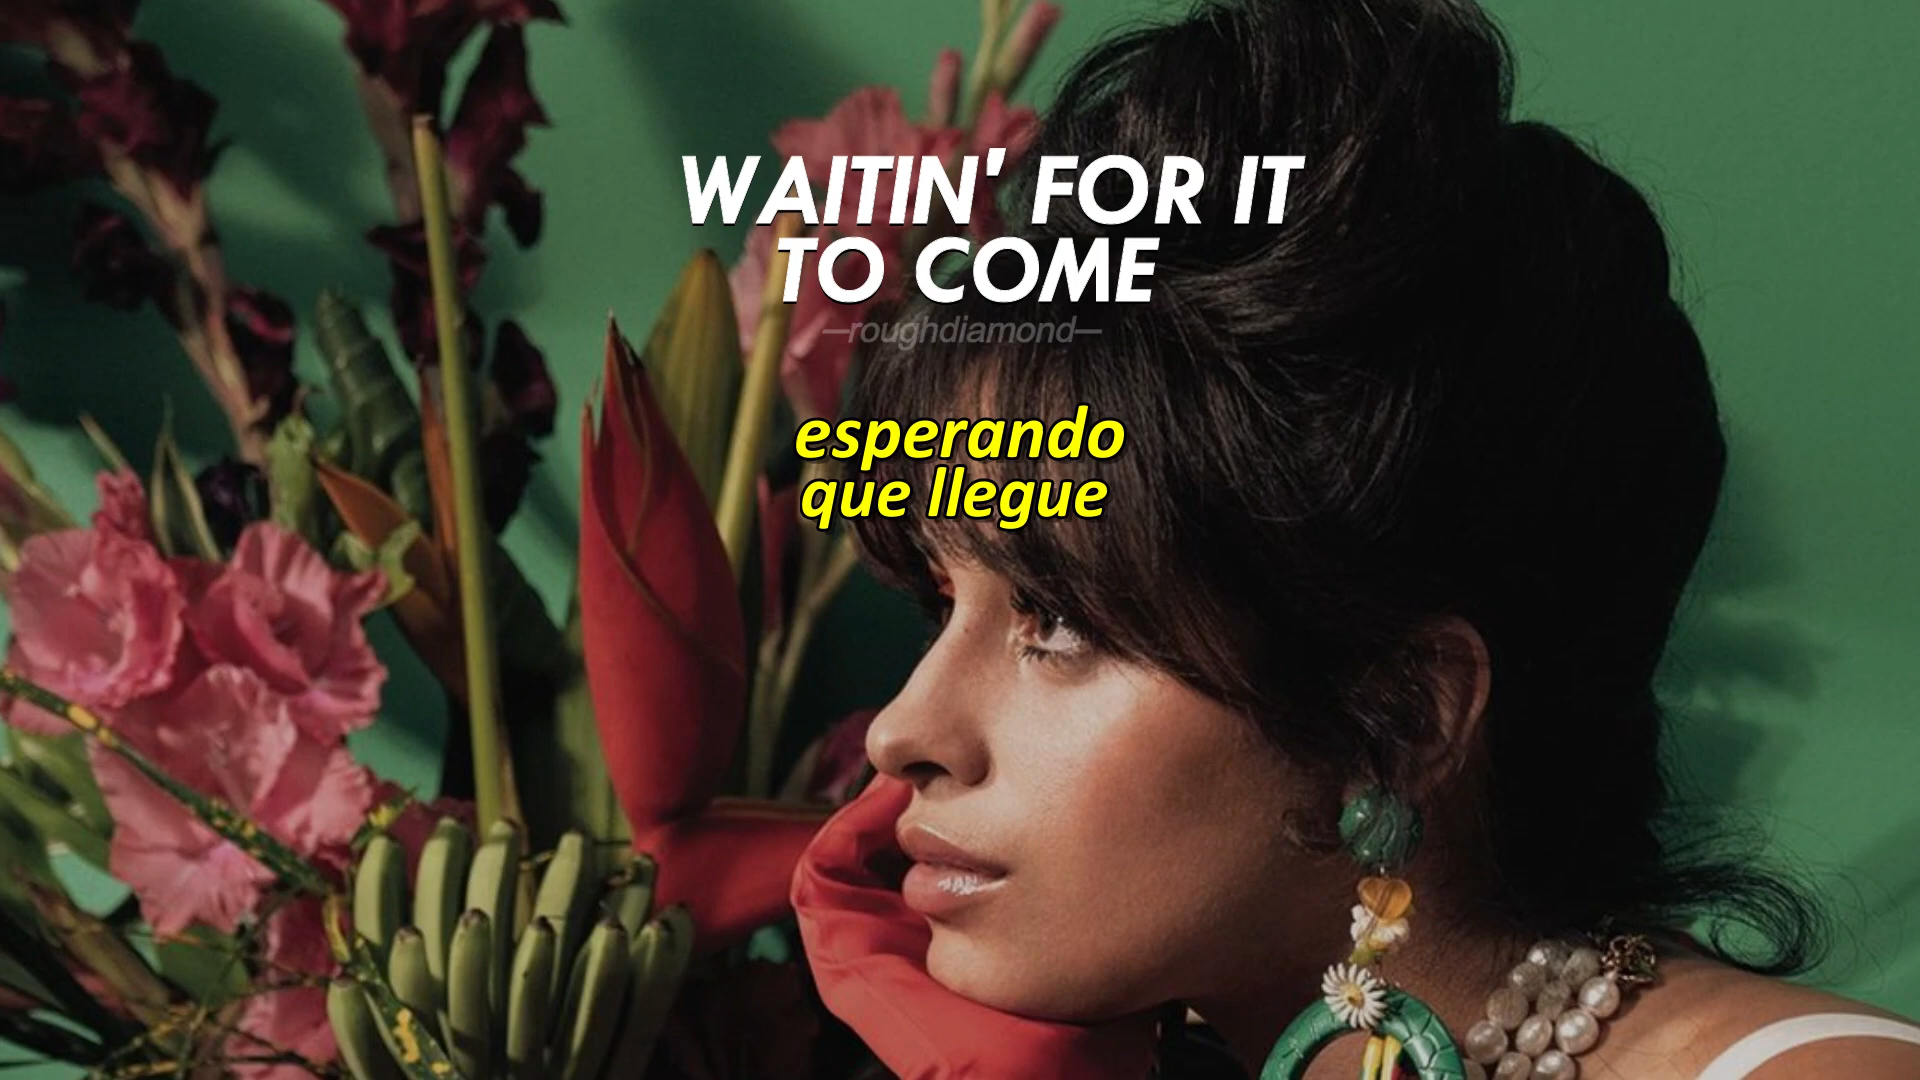 WAITIN' FOR IT
TO COME
—roughdiamond—
esperando
que llegue